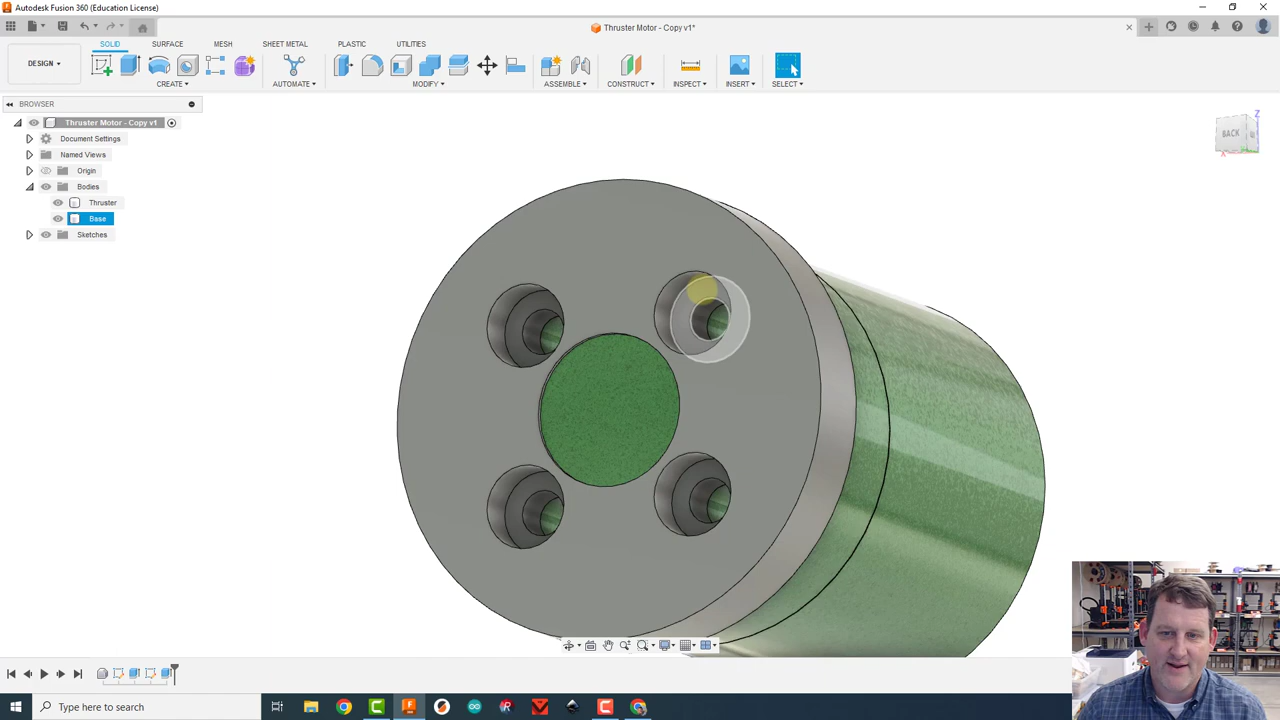 Autodesk Fusion 360 (Education License)
Thruster Motor - Copy v1*
SOLID SURFACE MESH SHEET METAL PLASTIC UTILITIES
DESIGN
CREATE AUTOMATE MODIFY ASSEMBLE CONSTRUCT INSPECT INSERT SELECT
BROWSER
Thruster Motor - Copy v1
Document Settings
Named Views
Origin
Bodies
Thruster
Base
Sketches
Z
BACK
X
Type here to search